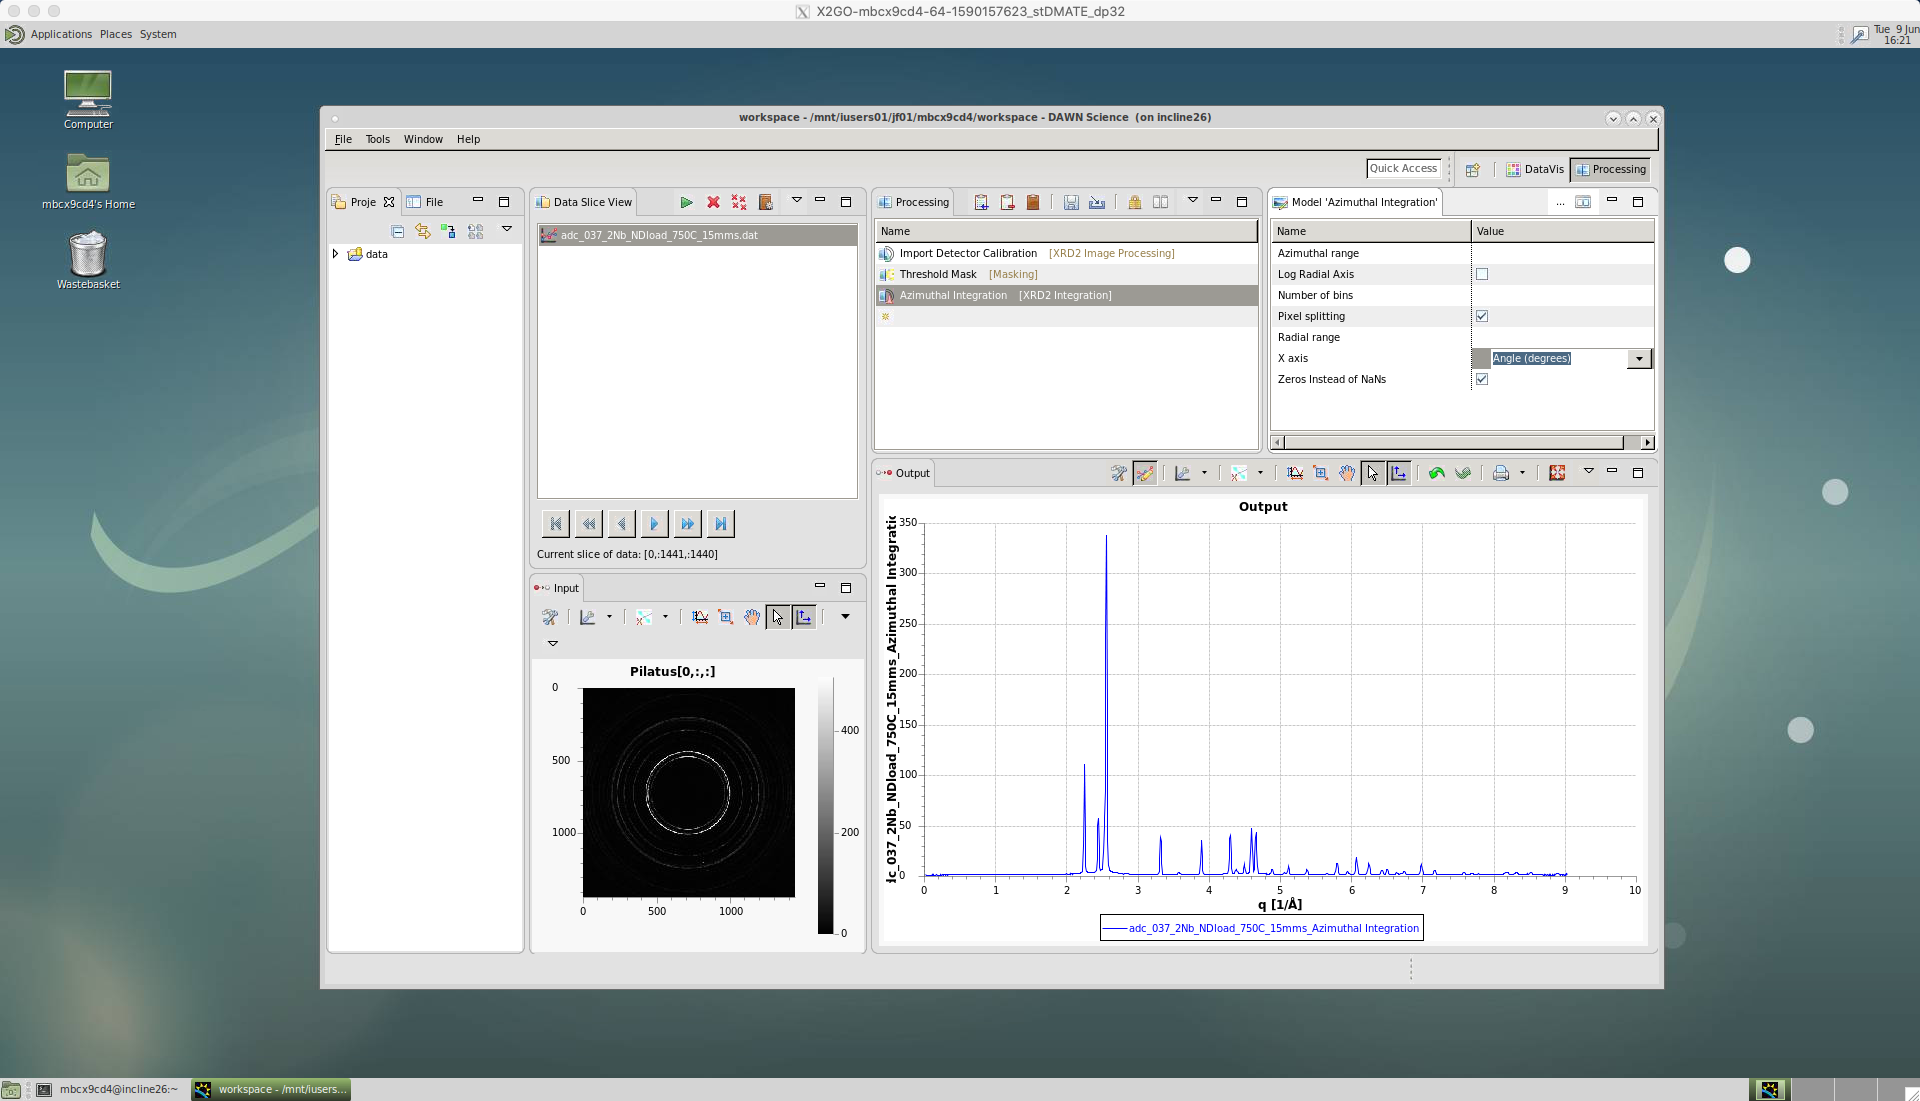 X2GO-mbcx9cd4-64-1590157623_stDMATE_dp32
Applications Places System
Tue 9 Jun
16:21
Computer
mbcx9cd4's Home
Wastebasket
workspace - /mnt/iusers01/jf01/mbcx9cd4/workspace - DAWN Science (on incline26)
File Tools Window Help
Quick Access
DataVis
Processing
Proje
File
data
Data Slice View
adc_037_2Nb_NDload_750C_15mms.dat
Current slice of data: [0,:1441,:1440]
Input
Pilatus[0,:,:]
0
500
1000
0
500
1000
400
200
0
Processing
Name
Import Detector Calibration [XRD2 Image Processing]
Threshold Mask [Masking]
Azimuthal Integration [XRD2 Integration]
Model 'Azimuthal Integration'
...
Name Value
Azimuthal range
Log Radial Axis
Number of bins
Pixel splitting
Radial range
X axis Angle (degrees)
Zeros Instead of NaNs
Output
Output
c_037_2Nb_NDload_750C_15mms_Azimuthal Integratic
350
300
250
200
150
100
50
0
0 1 2 3 4 5 6 7 8 9 10
q [1/Å]
adc_037_2Nb_NDload_750C_15mms_Azimuthal Integration
mbcx9cd4@incline26:~
workspace - /mnt/iusers...